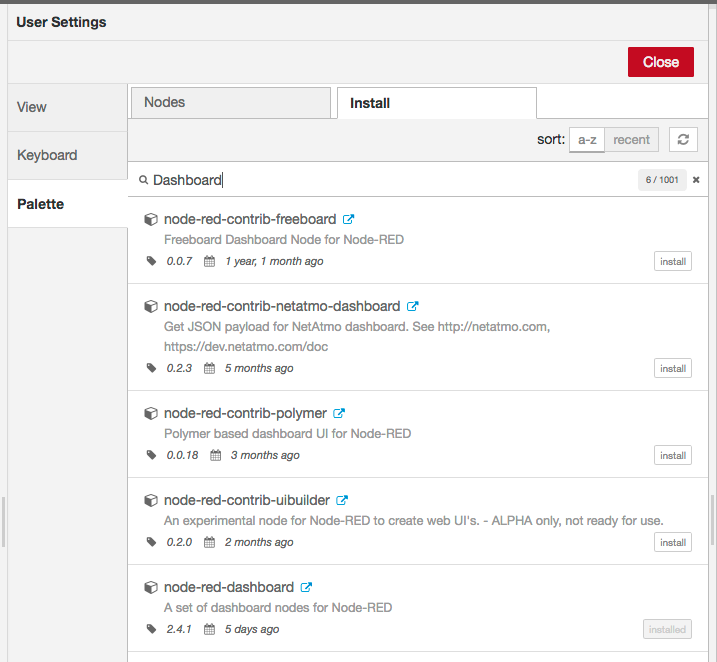 User Settings
Close
View
Keyboard
Palette
Nodes
Install
sort: a-z recent
Dashboard 6 / 1001
node-red-contrib-freeboard
Freeboard Dashboard Node for Node-RED
0.0.7 1 year, 1 month ago install
node-red-contrib-netatmo-dashboard
Get JSON payload for NetAtmo dashboard. See http://netatmo.com,
https://dev.netatmo.com/doc
0.2.3 5 months ago install
node-red-contrib-polymer
Polymer based dashboard UI for Node-RED
0.0.18 3 months ago install
node-red-contrib-uibuilder
An experimental node for Node-RED to create web UI's. - ALPHA only, not ready for use.
0.2.0 2 months ago install
node-red-dashboard
A set of dashboard nodes for Node-RED
2.4.1 5 days ago installed